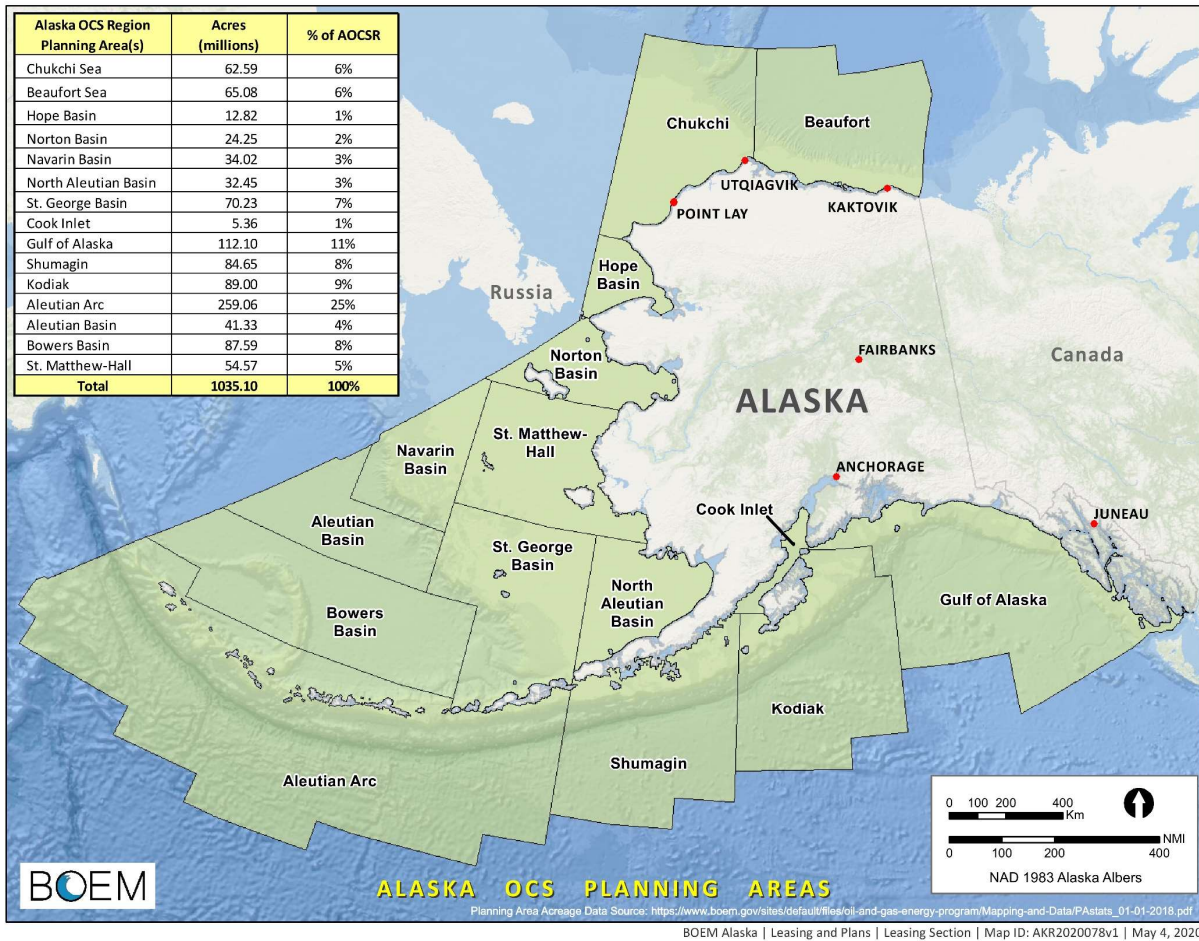 Alaska OCS Region Planning Area(s) Acres (millions) % of AOCSR
Chukchi Sea 62.59 6%
Beaufort Sea 65.08 6%
Hope Basin 12.82 1%
Norton Basin 24.25 2%
Navarin Basin 34.02 3%
North Aleutian Basin 32.45 3%
St. George Basin 70.23 7%
Cook Inlet 5.36 1%
Gulf of Alaska 112.10 11%
Shumagin 84.65 8%
Kodiak 89.00 9%
Aleutian Arc 259.06 25%
Aleutian Basin 41.33 4%
Bowers Basin 87.59 8%
St. Matthew-Hall 54.57 5%
Total 1035.10 100%
Chukchi
Beaufort
UTQIAGVIK
KAKTOVIK
POINT LAY
Hope
Basin
Russia
Norton
Basin
FAIRBANKS
Canada
ALASKA
St. Matthew-
Hall
Navarin
Basin
ANCHORAGE
Cook Inlet
JUNEAU
Aleutian
Basin
St. George
Basin
North
Aleutian
Basin
Gulf of Alaska
Bowers
Basin
Kodiak
Shumagin
Aleutian Arc
0 100 200 400
Km
NMI
0 100 200 400
NAD 1983 Alaska Albers
BOEM
ALASKA OCS PLANNING AREAS
Planning Area Acreage Data Source: https://www.boem.gov/sites/default/files/oil-and-gas-energy-program/Mapping-and-Data/PAstats_01-01-2018.pdf
BOEM Alaska | Leasing and Plans | Leasing Section | Map ID: AKR2020078v1 | May 4, 2020